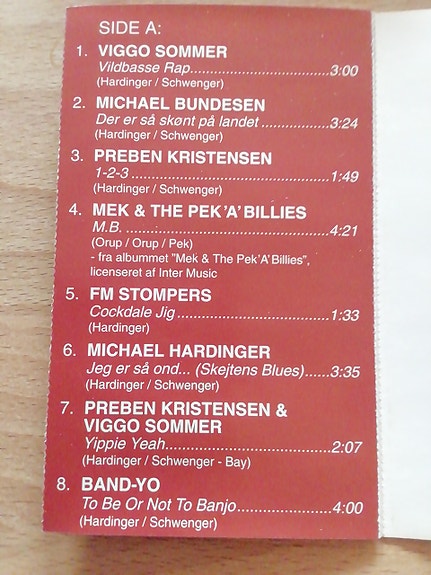 SIDE A:
1. VIGGO SOMMER
Vildbasse Rap...............................3:00
(Hardinger / Schwenger)
2. MICHAEL BUNDESEN
Der er så skønt på landet ...............3:24
(Hardinger / Schwenger)
3. PREBEN KRISTENSEN
1-2-3 ...........................................1:49
(Hardinger / Schwenger)
4. MEK & THE PEK'A'BILLIES
M.B. ............................................4:21
(Orup / Orup / Pek)
- fra albummet "Mek & The Pek'A'Billies",
licenseret af Inter Music
5. FM STOMPERS
Cockdale Jig..................................1:33
(Hardinger)
6. MICHAEL HARDINGER
Jeg er så ond... (Skejtens Blues)......3:35
(Hardinger / Schwenger)
7. PREBEN KRISTENSEN &
VIGGO SOMMER
Yippie Yeah...................................2:07
(Hardinger / Schwenger - Bay)
8. BAND-YO
To Be Or Not To Banjo...................4:00
(Hardinger / Schwenger)